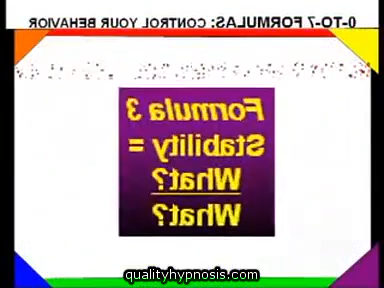 0-TO-7 FORMULAS: CONTROL YOUR BEHAVIOR
Formula 3
Stability =
What?
What?
qualityhypnosis.com